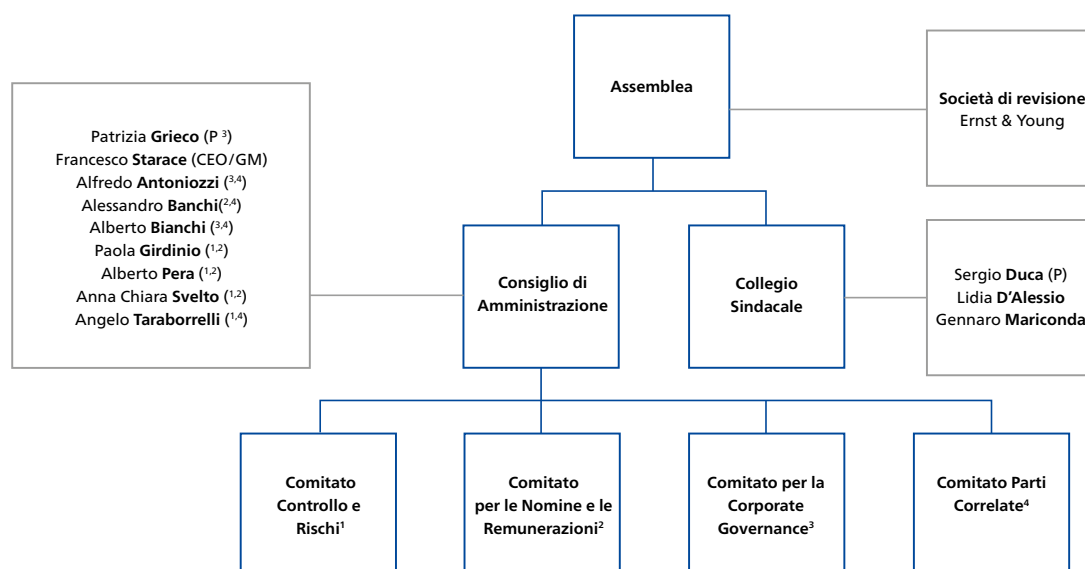 Assemblea
Società di revisione
Ernst & Young
Patrizia Grieco (P ³)
Francesco Starace (CEO/GM)
Alfredo Antoniozzi (³,⁴)
Alessandro Banchi(²,⁴)
Alberto Bianchi (³,⁴)
Paola Girdinio (¹,²)
Alberto Pera (¹,²)
Anna Chiara Svelto (¹,²)
Angelo Taraborrelli (¹,⁴)
Consiglio di
Amministrazione
Collegio
Sindacale
Sergio Duca (P)
Lidia D'Alessio
Gennaro Mariconda
Comitato
Controllo e
Rischi¹
Comitato
per le Nomine e le
Remunerazioni²
Comitato per la
Corporate
Governance³
Comitato Parti
Correlate⁴